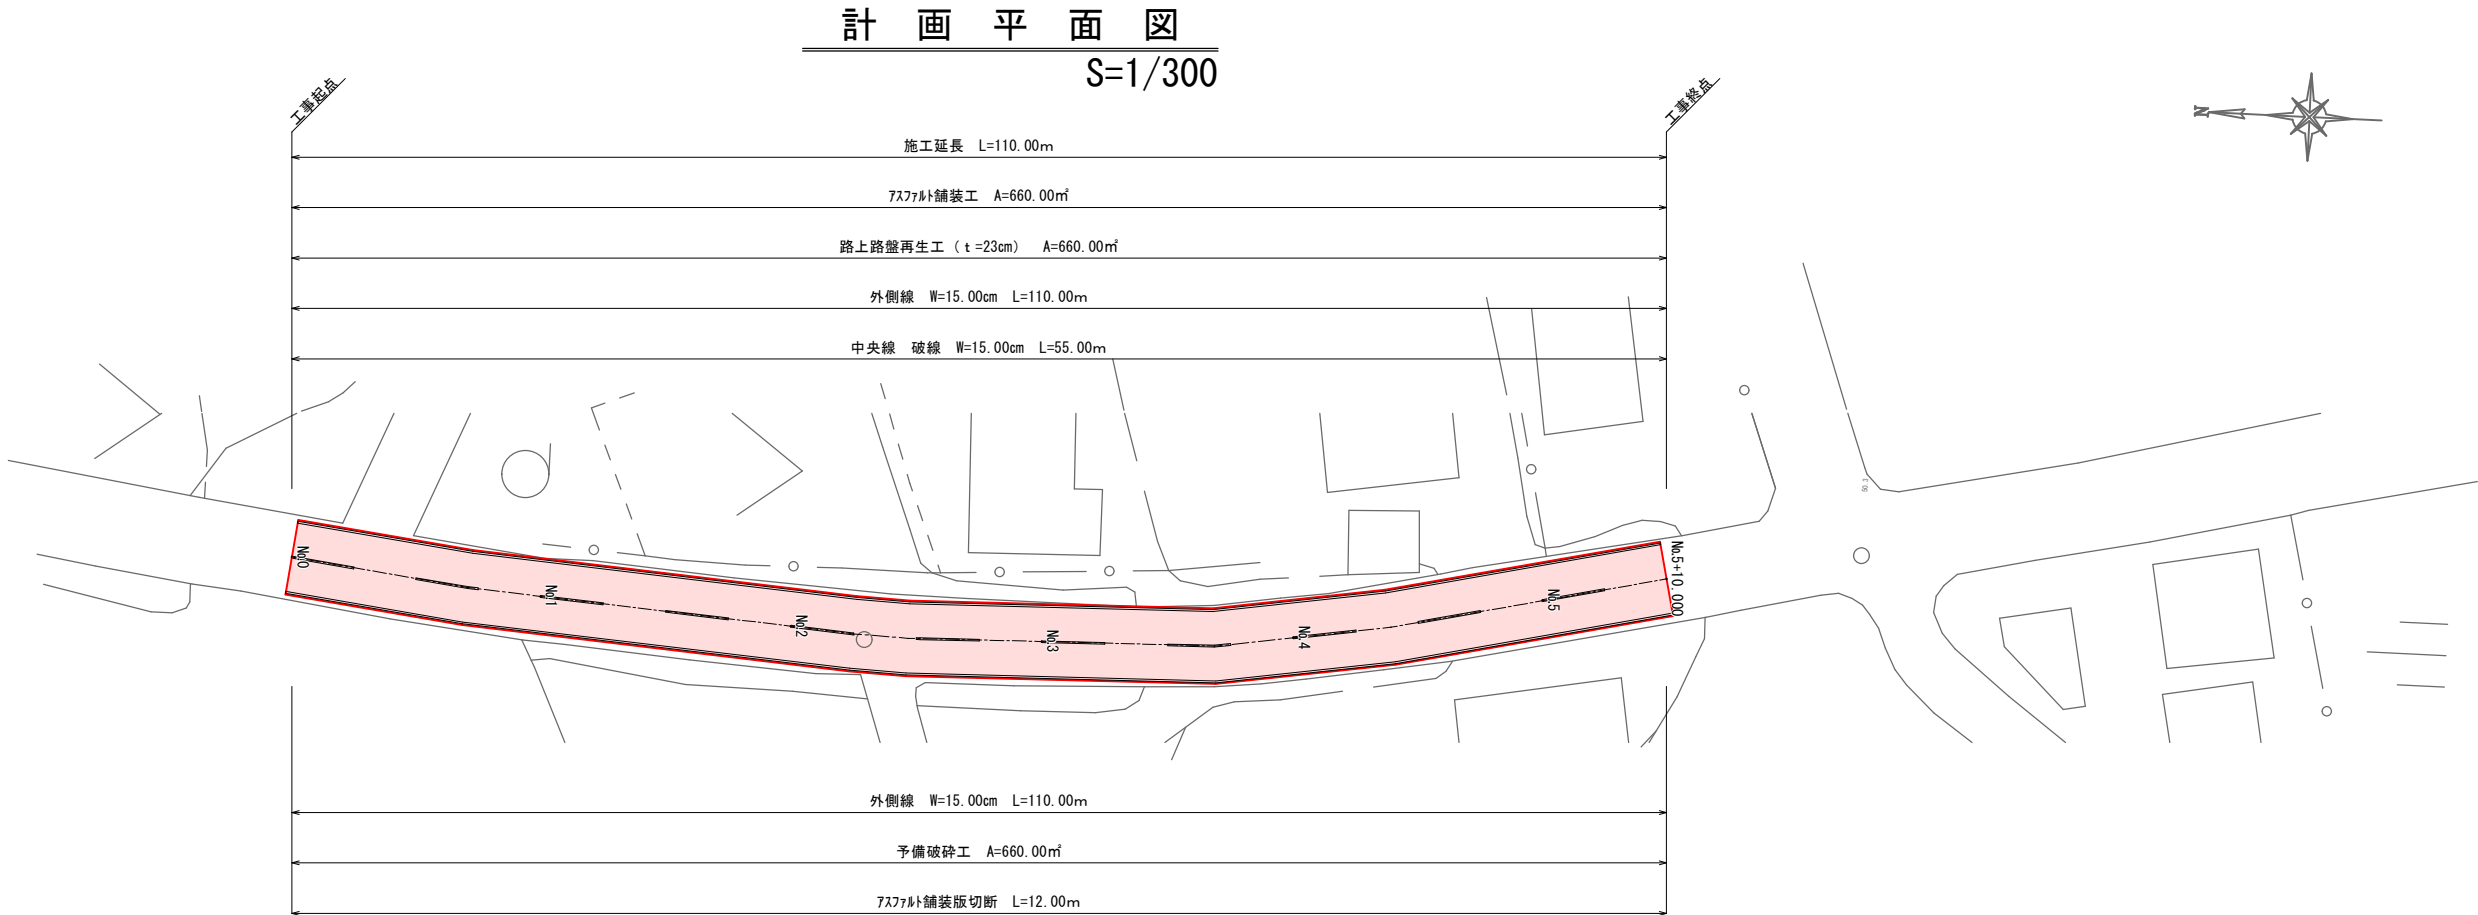 計画平面図
S=1/300
工事起点
工事終点
N
施工延長 L=110.00m
ｱｽﾌｧﾙﾄ舗装工 A=660.00㎡
路上路盤再生工（ｔ=23cm） A=660.00㎡
外側線 W=15.00cm L=110.00m
中央線 破線 W=15.00cm L=55.00m
50.3
No.0
No.1
No.2
No.3
No.4
No.5
No.5+10.000
外側線 W=15.00cm L=110.00m
予備破砕工 A=660.00㎡
ｱｽﾌｧﾙﾄ舗装版切断 L=12.00m